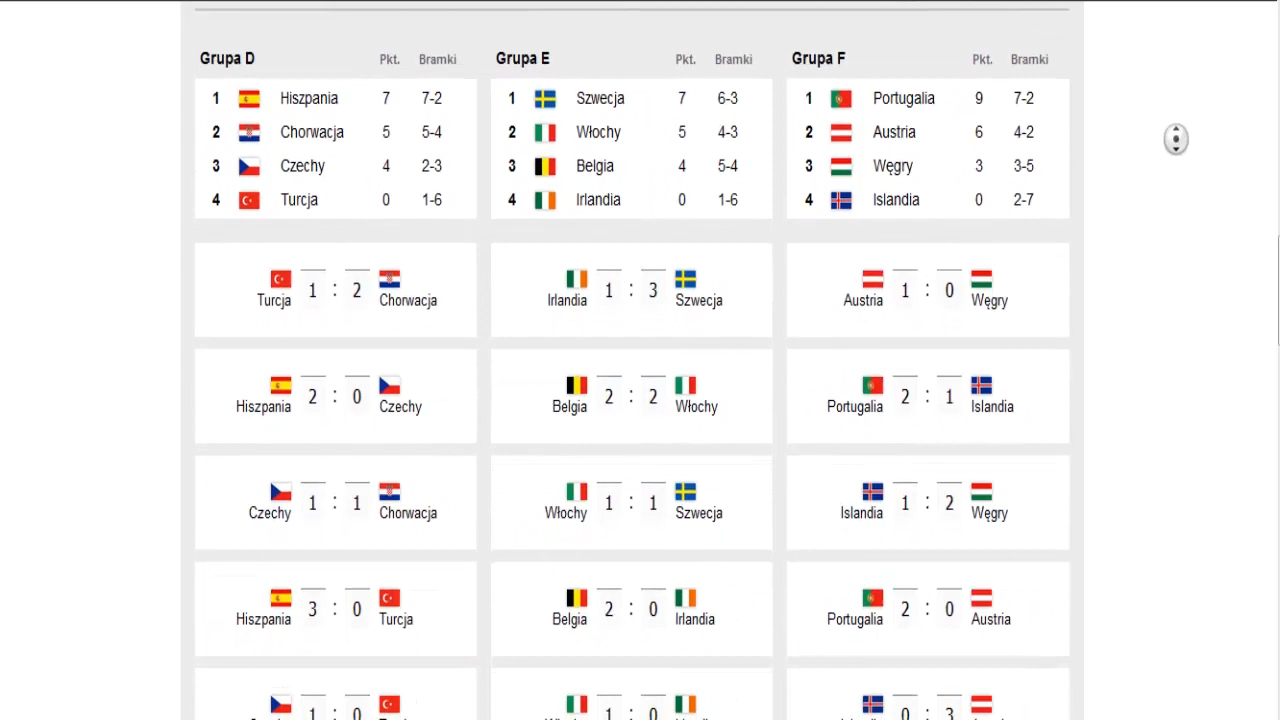 Grupa D Pkt. Bramki
1 Hiszpania 7 7-2
2 Chorwacja 5 5-4
3 Czechy 4 2-3
4 Turcja 0 1-6
Grupa E Pkt. Bramki
1 Szwecja 7 6-3
2 Włochy 5 4-3
3 Belgia 4 5-4
4 Irlandia 0 1-6
Grupa F Pkt. Bramki
1 Portugalia 9 7-2
2 Austria 6 4-2
3 Węgry 3 3-5
4 Islandia 0 2-7
Turcja 1 : 2 Chorwacja
Irlandia 1 : 3 Szwecja
Austria 1 : 0 Węgry
Hiszpania 2 : 0 Czechy
Belgia 2 : 2 Włochy
Portugalia 2 : 1 Islandia
Czechy 1 : 1 Chorwacja
Włochy 1 : 1 Szwecja
Islandia 1 : 2 Węgry
Hiszpania 3 : 0 Turcja
Belgia 2 : 0 Irlandia
Portugalia 2 : 0 Austria
1 : 0
1 : 0
0 : 3